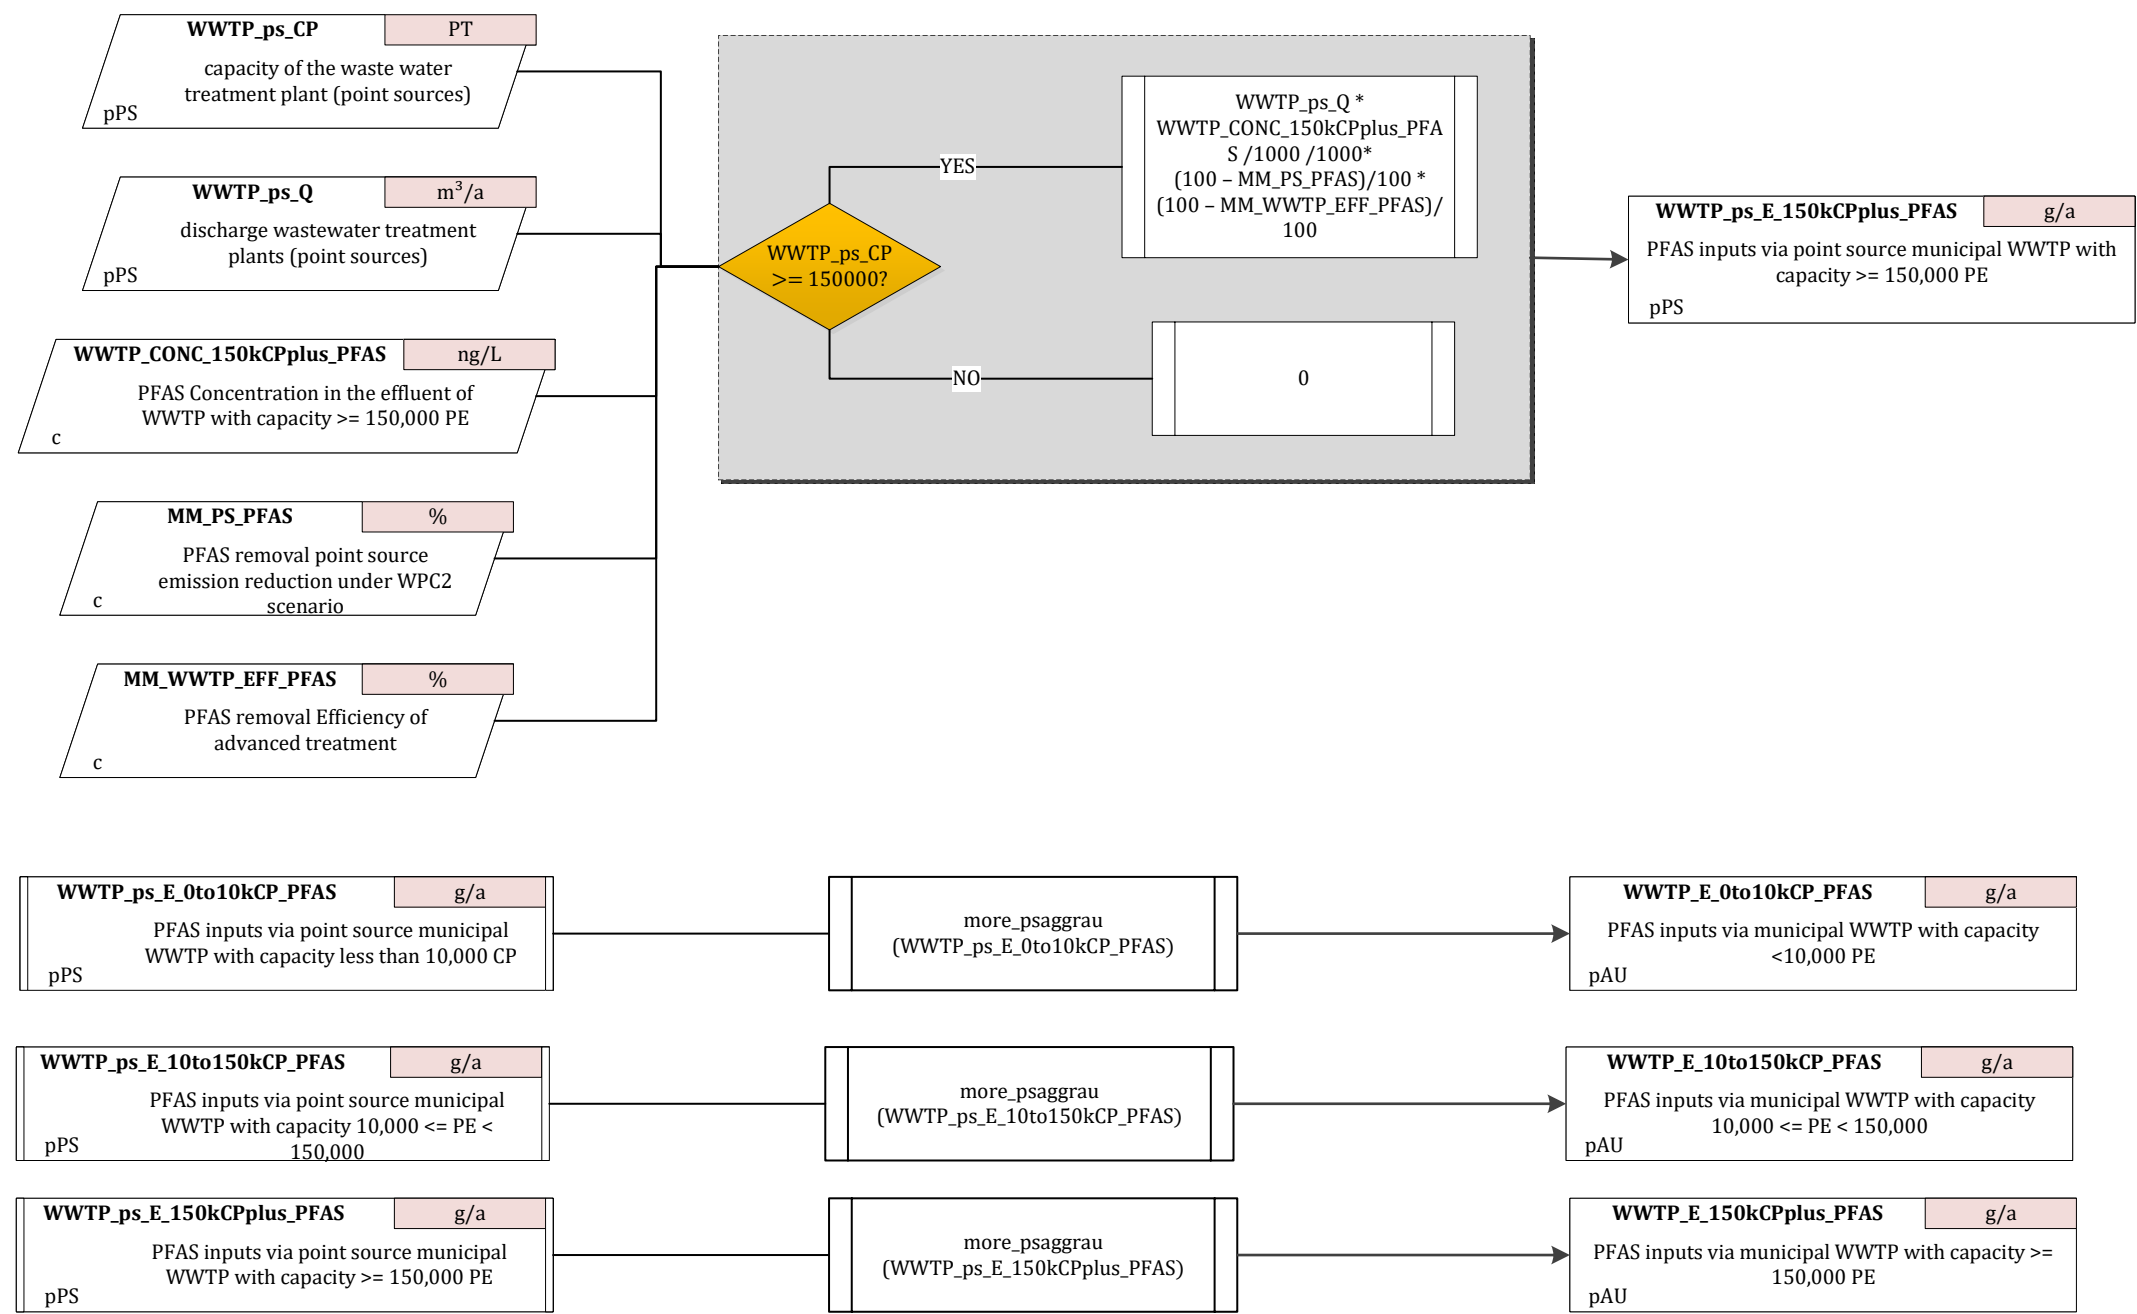 WWTP_ps_CP
PT
capacity of the waste water
treatment plant (point sources)
pPS
WWTP_ps_Q
m³/a
discharge wastewater treatment
plants (point sources)
pPS
WWTP_CONC_150kCPplus_PFAS
ng/L
PFAS Concentration in the effluent of
WWTP with capacity >= 150,000 PE
c
MM_PS_PFAS
%
PFAS removal point source
emission reduction under WPC2
scenario
c
MM_WWTP_EFF_PFAS
%
PFAS removal Efficiency of
advanced treatment
c
WWTP_ps_CP
>= 150000?
YES
WWTP_ps_Q *
WWTP_CONC_150kCPplus_PFA
S /1000 /1000*
(100 – MM_PS_PFAS)/100 *
(100 – MM_WWTP_EFF_PFAS)/
100
NO
0
WWTP_ps_E_150kCPplus_PFAS
g/a
PFAS inputs via point source municipal WWTP with
capacity >= 150,000 PE
pPS
WWTP_ps_E_0to10kCP_PFAS
g/a
PFAS inputs via point source municipal
WWTP with capacity less than 10,000 CP
pPS
more_psaggrau
(WWTP_ps_E_0to10kCP_PFAS)
WWTP_E_0to10kCP_PFAS
g/a
PFAS inputs via municipal WWTP with capacity
<10,000 PE
pAU
WWTP_ps_E_10to150kCP_PFAS
g/a
PFAS inputs via point source municipal
WWTP with capacity 10,000 <= PE <
150,000
pPS
more_psaggrau
(WWTP_ps_E_10to150kCP_PFAS)
WWTP_E_10to150kCP_PFAS
g/a
PFAS inputs via municipal WWTP with capacity
10,000 <= PE < 150,000
pAU
WWTP_ps_E_150kCPplus_PFAS
g/a
PFAS inputs via point source municipal
WWTP with capacity >= 150,000 PE
pPS
more_psaggrau
(WWTP_ps_E_150kCPplus_PFAS)
WWTP_E_150kCPplus_PFAS
g/a
PFAS inputs via municipal WWTP with capacity >=
150,000 PE
pAU